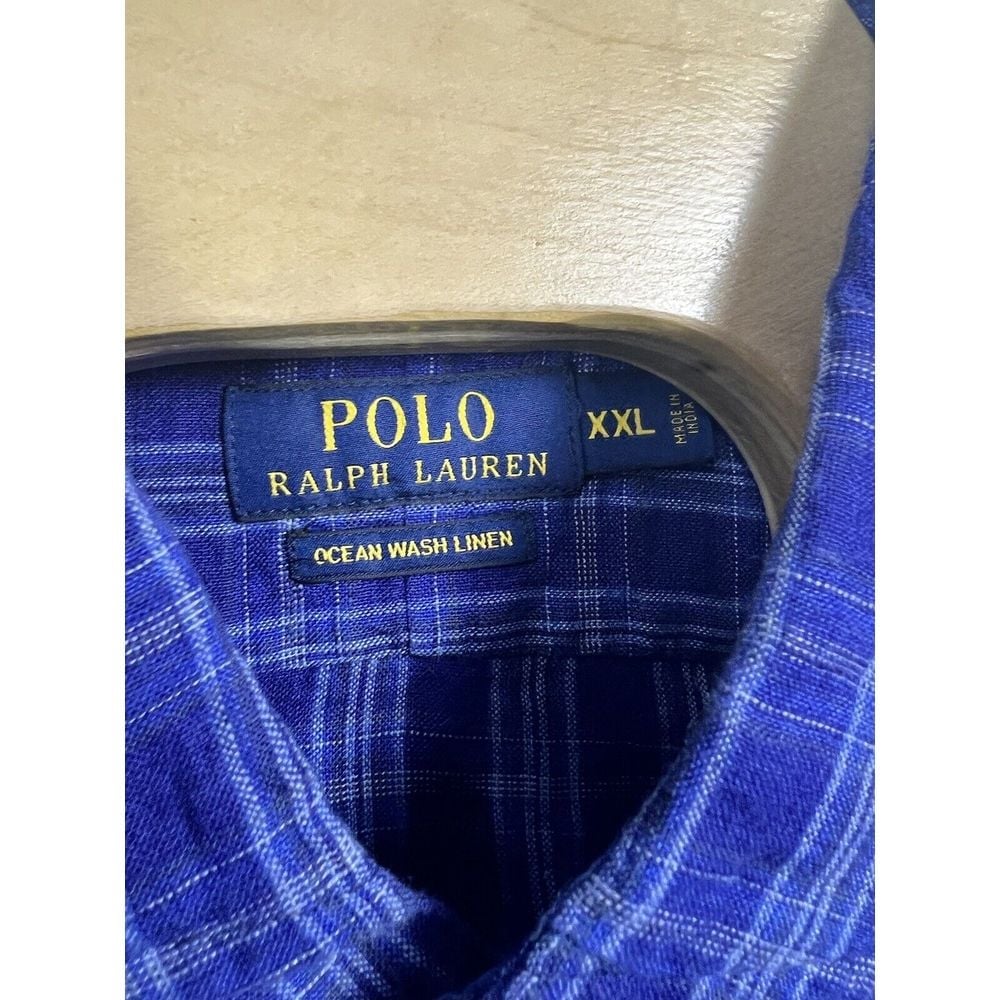 POLO
RALPH LAUREN
XXL
MADE IN
INDIA
OCEAN WASH LINEN